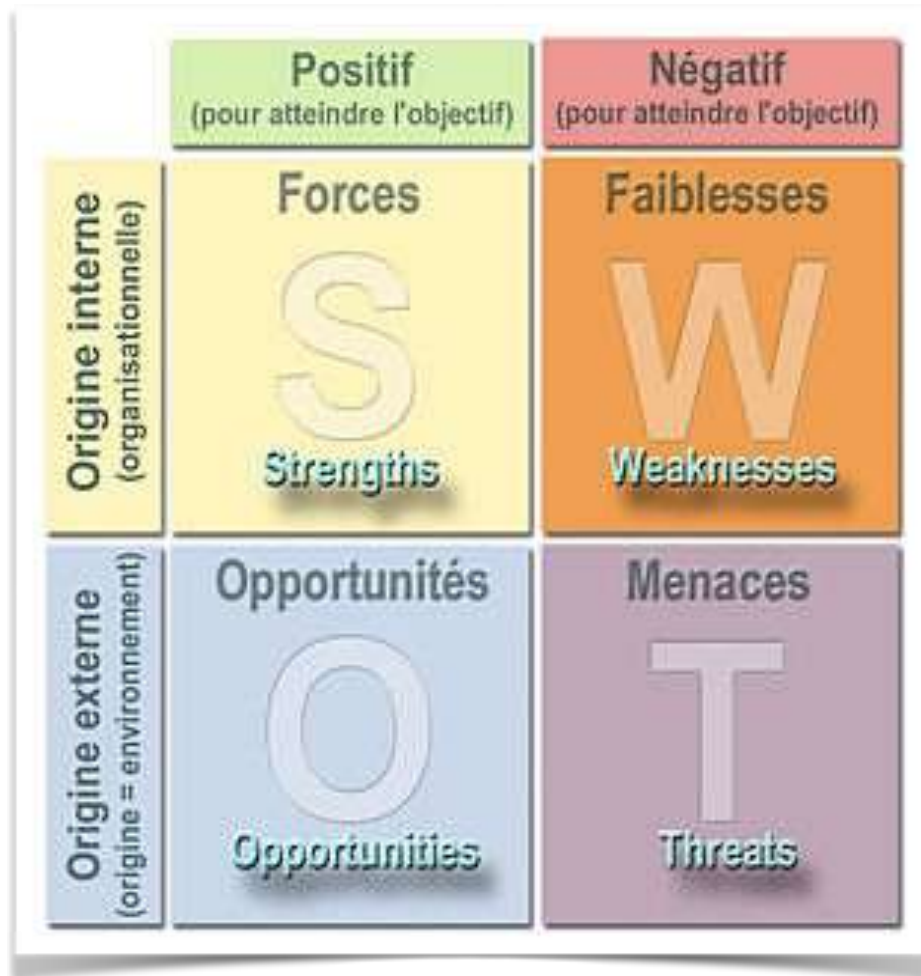 Positif
(pour atteindre l'objectif)
Négatif
(pour atteindre l'objectif)
Origine interne
(organisationnelle)
Forces
S
Strengths
Faiblesses
W
Weaknesses
Origine externe
(origine = environnement)
Opportunités
O
Opportunities
Menaces
T
Threats